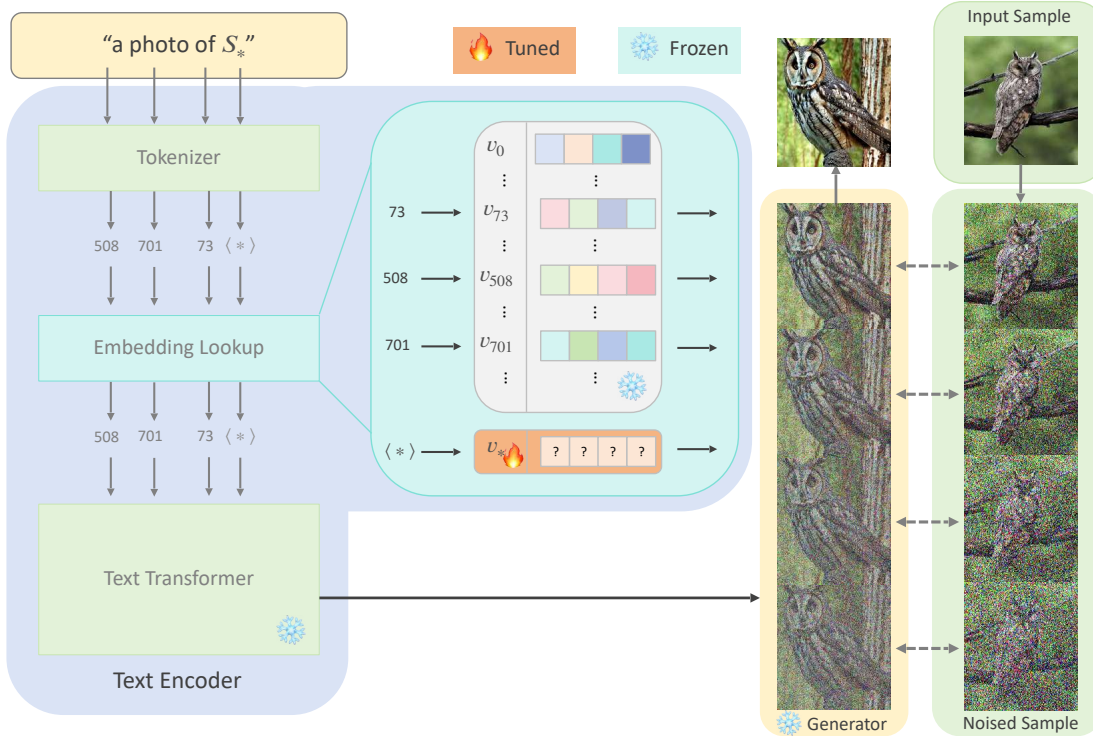 “a photo of S*”
Tuned
Frozen
Input Sample
Tokenizer
508 701 73 ⟨*⟩
Embedding Lookup
508 701 73 ⟨*⟩
Text Transformer
Text Encoder
v0
⋮ ⋮
73 v73
⋮ ⋮
508 v508
⋮ ⋮
701 v701
⋮ ⋮
⟨*⟩ v* ? ? ? ?
Generator
Noised Sample